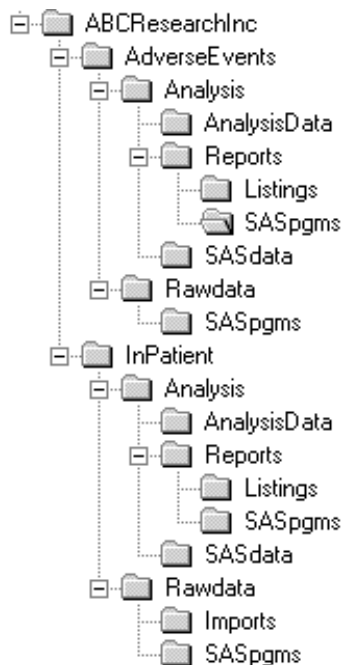 ABCResearchInc
AdverseEvents
Analysis
AnalysisData
Reports
Listings
SASpgms
SASdata
Rawdata
SASpgms
InPatient
Analysis
AnalysisData
Reports
Listings
SASpgms
SASdata
Rawdata
Imports
SASpgms